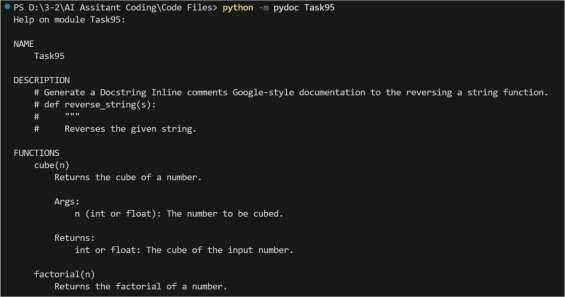 PS D:\3-2\AI Assitant Coding\Code Files> python -m pydoc Task95
Help on module Task95:

NAME
    Task95

DESCRIPTION
    # Generate a Docstring Inline comments Google-style documentation to the reversing a string function.
    # def reverse_string(s):
    #     """
    #     Reverses the given string.

FUNCTIONS
    cube(n)
        Returns the cube of a number.

        Args:
            n (int or float): The number to be cubed.

        Returns:
            int or float: The cube of the input number.

    factorial(n)
        Returns the factorial of a number.